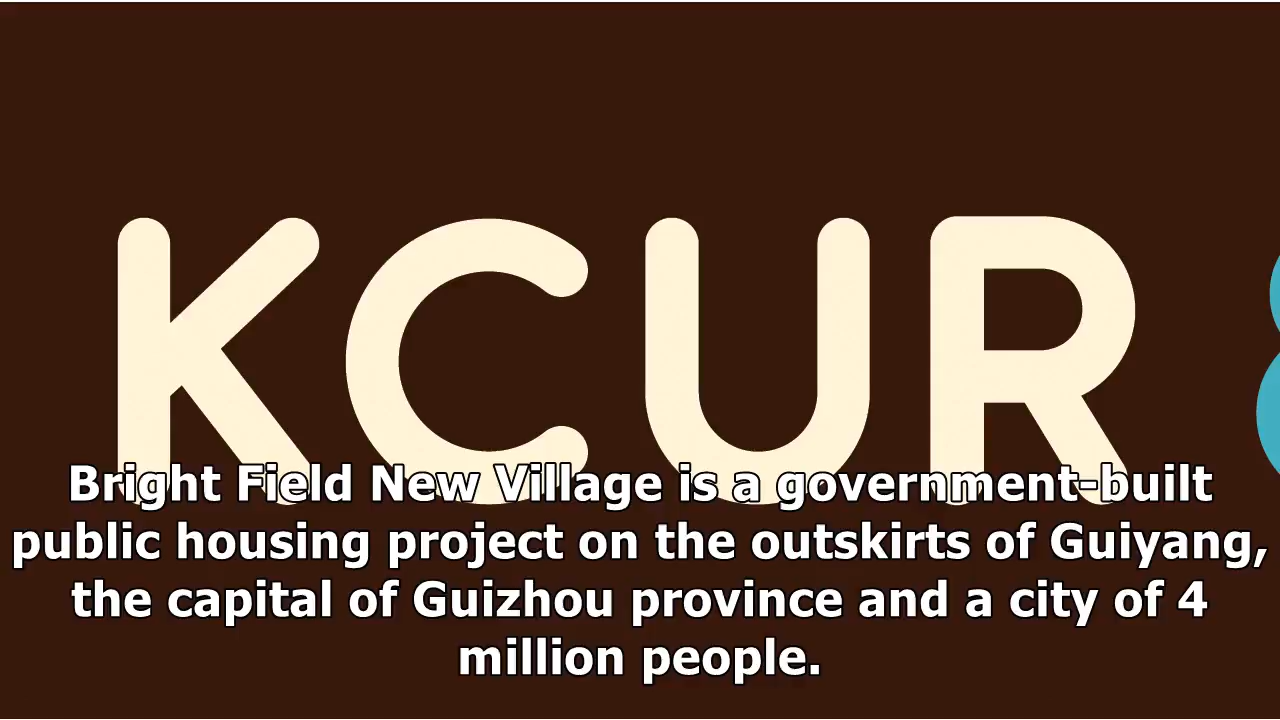 KCUR
Bright Field New Village is a government-built
public housing project on the outskirts of Guiyang,
the capital of Guizhou province and a city of 4
million people.